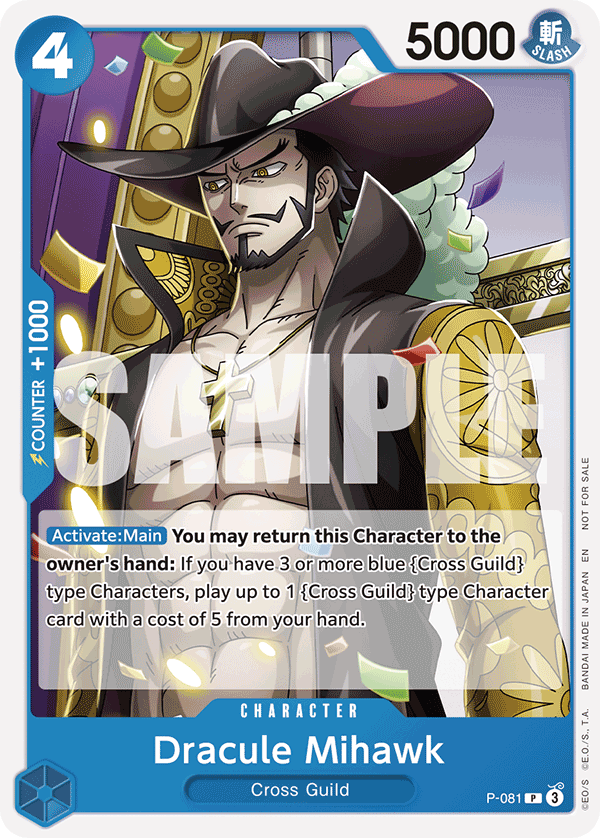 4
5000
斬
SLASH
COUNTER +1000
SAMPLE
Activate:Main You may return this Character to the
owner's hand: If you have 3 or more blue {Cross Guild}
type Characters, play up to 1 {Cross Guild} type Character
card with a cost of 5 from your hand.
CHARACTER
Dracule Mihawk
Cross Guild
P-081 P 3
©E.O./S., T.A. BANDAI MADE IN JAPAN EN NOT FOR SALE
©EO/S